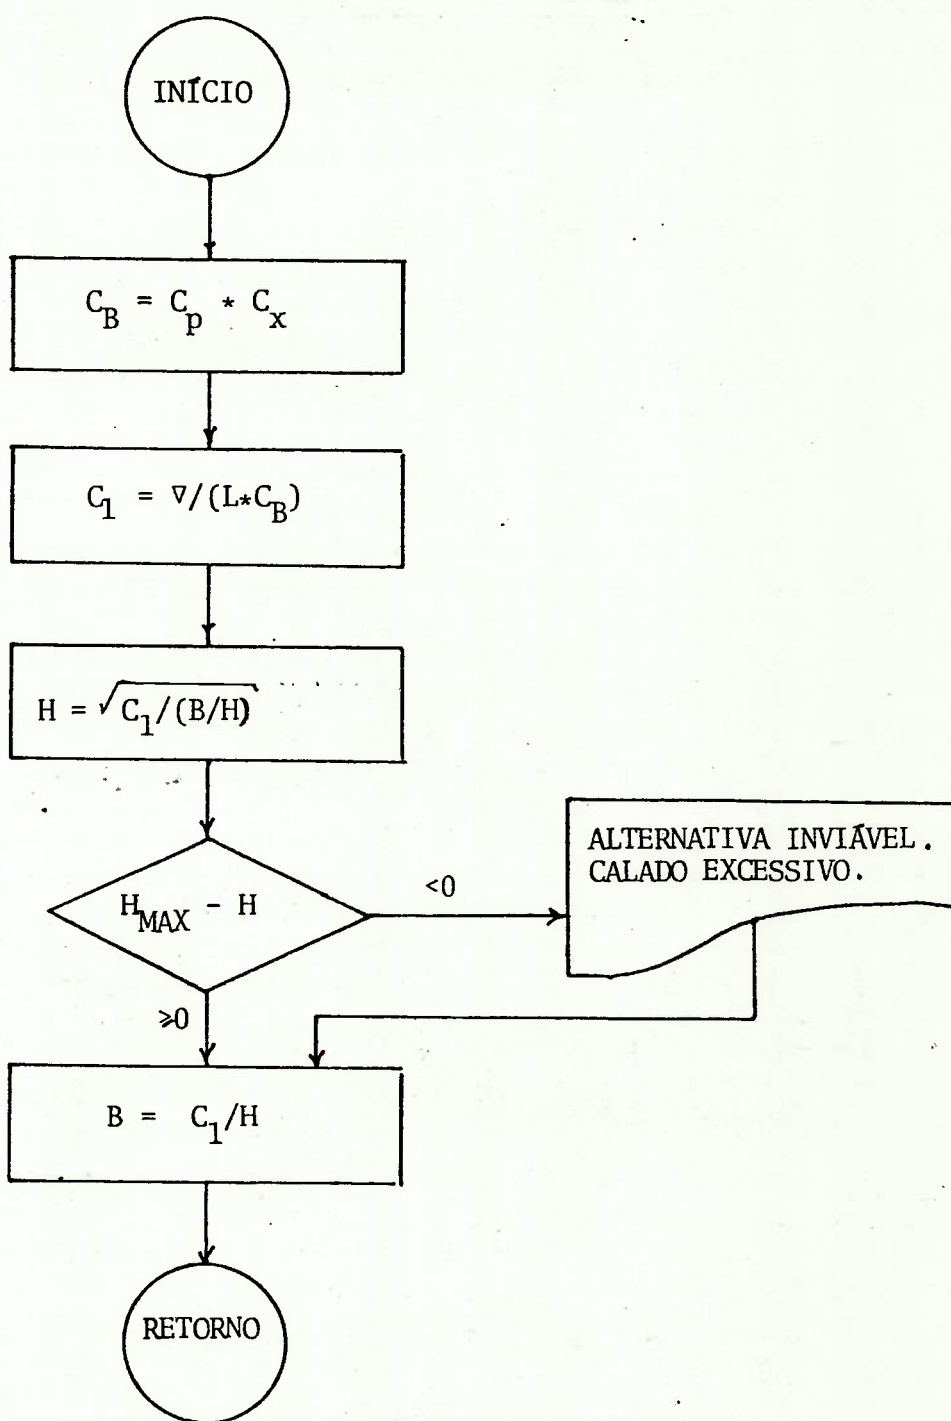 INÍCIO
C_B = C_p * C_x
C_1 = ∇/(L*C_B)
H = √C_1/(B/H)
H_MAX - H
<0
ALTERNATIVA INVIÁVEL.
CALADO EXCESSIVO.
≥0
B = C_1/H
RETORNO